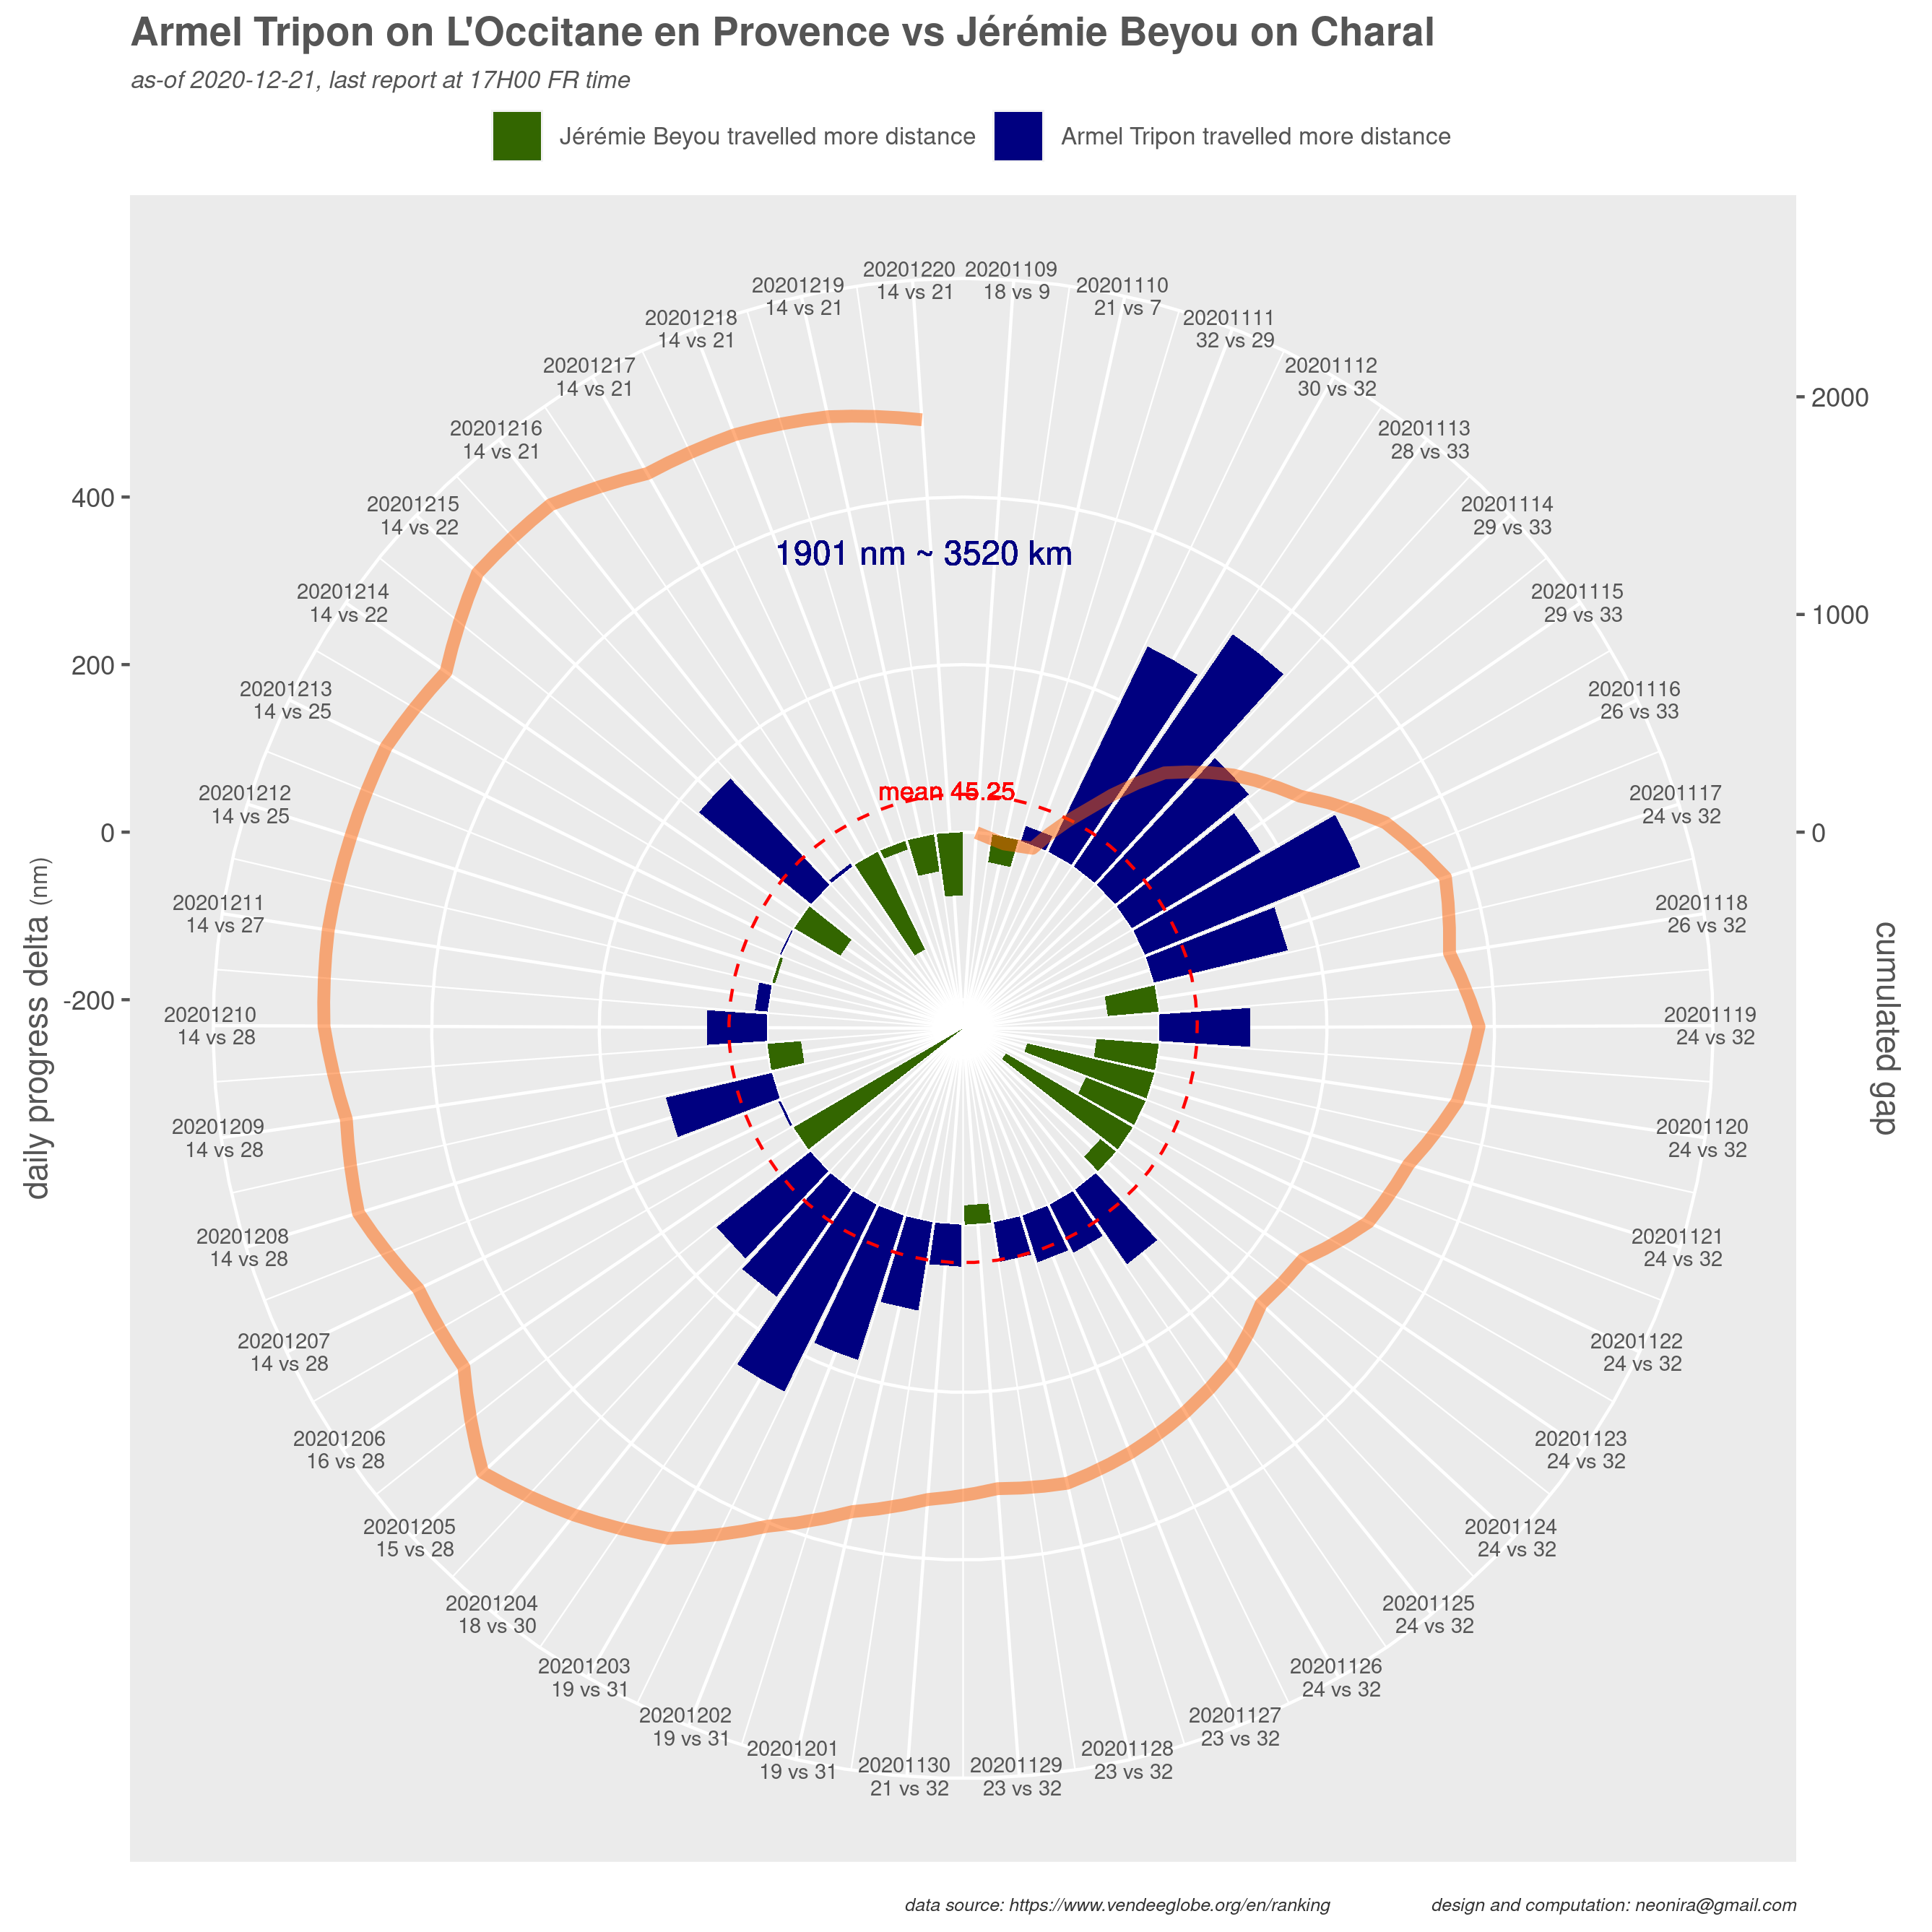 Armel Tripon on L'Occitane en Provence vs Jérémie Beyou on Charal
as-of 2020-12-21, last report at 17H00 FR time
Jérémie Beyou travelled more distance
Armel Tripon travelled more distance
20201109
18 vs 9
20201110
21 vs 7
20201111
32 vs 29
20201112
30 vs 32
20201113
28 vs 33
20201114
29 vs 33
20201115
29 vs 33
20201116
26 vs 33
20201117
24 vs 32
20201118
26 vs 32
20201119
24 vs 32
20201120
24 vs 32
20201121
24 vs 32
20201122
24 vs 32
20201123
24 vs 32
20201124
24 vs 32
20201125
24 vs 32
20201126
24 vs 32
20201127
23 vs 32
20201128
23 vs 32
20201129
23 vs 32
20201130
21 vs 32
20201201
19 vs 31
20201202
19 vs 31
20201203
19 vs 31
20201204
18 vs 30
20201205
15 vs 28
20201206
16 vs 28
20201207
14 vs 28
20201208
14 vs 28
20201209
14 vs 28
20201210
14 vs 28
20201211
14 vs 27
20201212
14 vs 25
20201213
14 vs 25
20201214
14 vs 22
20201215
14 vs 22
20201216
14 vs 21
20201217
14 vs 21
20201218
14 vs 21
20201219
14 vs 21
20201220
14 vs 21
1901 nm ~ 3520 km
mean 45.25
400
200
0
-200
daily progress delta (nm)
2000
1000
0
cumulated gap
data source: https://www.vendeeglobe.org/en/ranking
design and computation: neonira@gmail.com